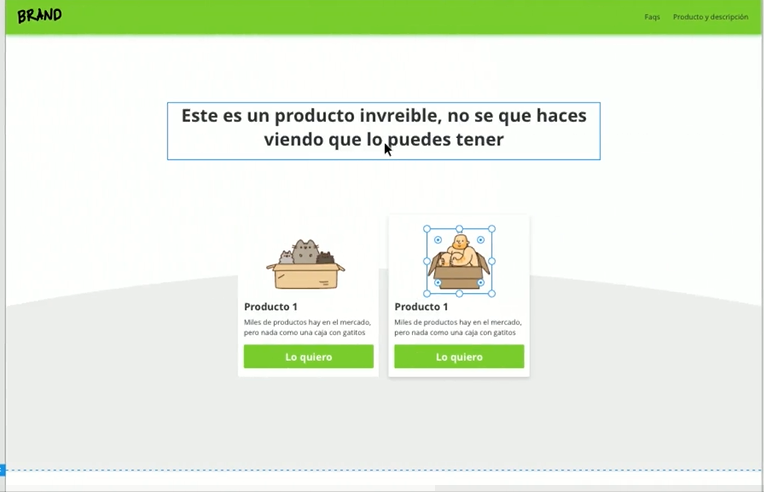 BRAND
Faqs
Producto y descripción
Este es un producto invreible, no se que haces
viendo que lo puedes tener
Producto 1
Miles de productos hay en el mercado,
pero nada como una caja con gatitos
Lo quiero
Producto 1
Miles de productos hay en el mercado,
pero nada como una caja con gatitos
Lo quiero